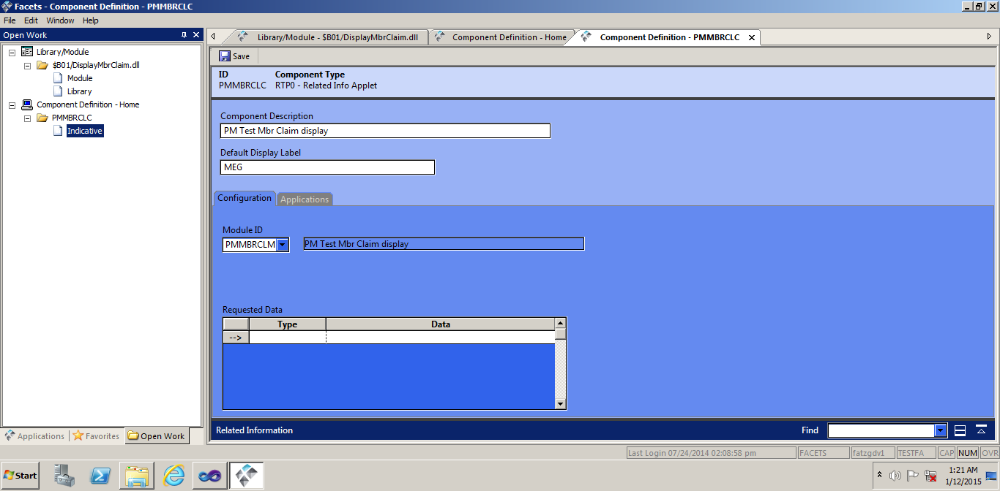 Facets - Component Definition - PMMBRCLC
File Edit Window Help
Open Work
Library/Module - $B01/DisplayMbrClaim.dll
Component Definition - Home
Component Definition - PMMBRCLC
Library/Module
$B01/DisplayMbrClaim.dll
Module
Library
Component Definition - Home
PMMBRCLC
Indicative
Save
ID Component Type
PMMBRCLC RTP0 - Related Info Applet
Component Description
PM Test Mbr Claim display
Default Display Label
MEG
Configuration Applications
Module ID
PMMBRCLM PM Test Mbr Claim display
Requested Data
Type Data
-->
Related Information Find
Applications Favorites Open Work
Last Login 07/24/2014 02:08:58 pm FACETS fatzgdv1 TESTFA CAP NUM OVR
Start
1:21 AM
1/12/2015